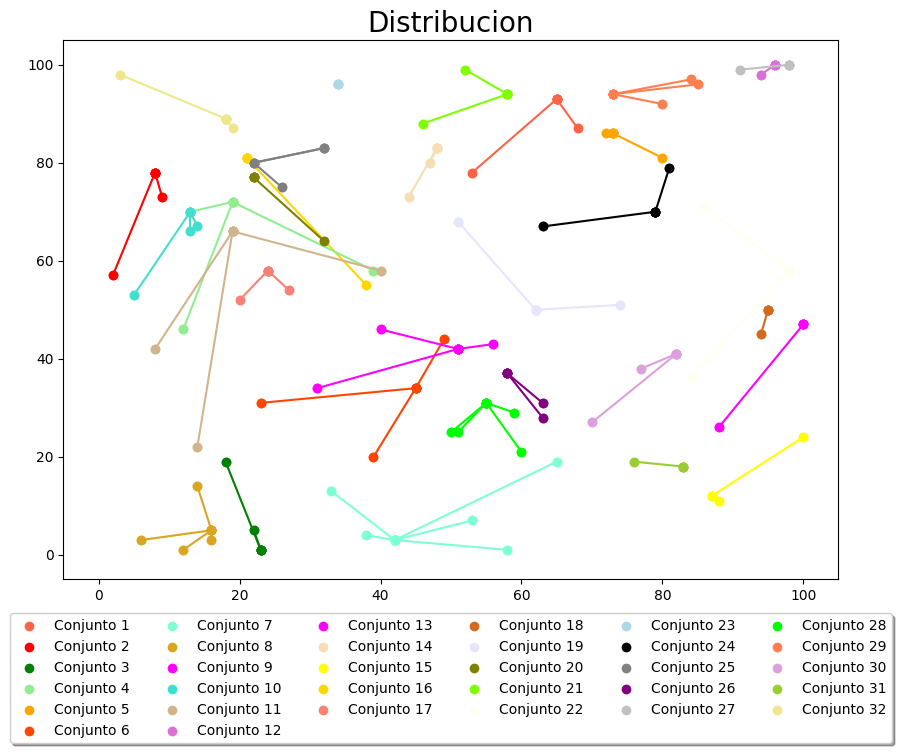 Distribucion
100
80
60
40
20
0
0 20 40 60 80 100
Conjunto 1 Conjunto 7 Conjunto 13 Conjunto 18 Conjunto 23 Conjunto 28
Conjunto 2 Conjunto 8 Conjunto 14 Conjunto 19 Conjunto 24 Conjunto 29
Conjunto 3 Conjunto 9 Conjunto 15 Conjunto 20 Conjunto 25 Conjunto 30
Conjunto 4 Conjunto 10 Conjunto 16 Conjunto 21 Conjunto 26 Conjunto 31
Conjunto 5 Conjunto 11 Conjunto 17 Conjunto 22 Conjunto 27 Conjunto 32
Conjunto 6 Conjunto 12